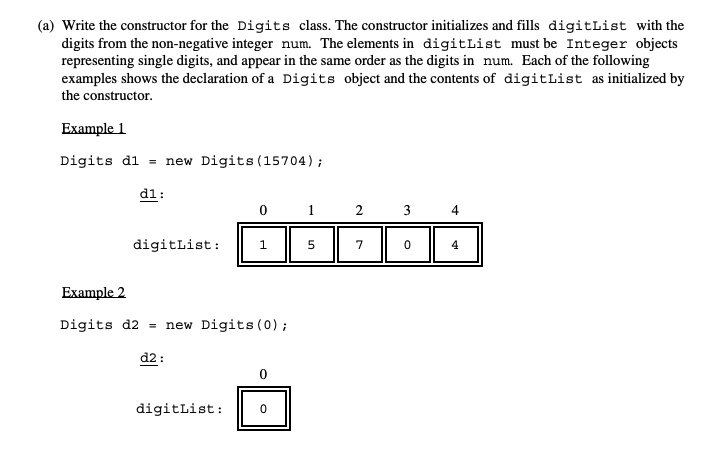 (a) Write the constructor for the Digits class. The constructor initializes and fills digitList with the
digits from the non-negative integer num. The elements in digitList must be Integer objects
representing single digits, and appear in the same order as the digits in num. Each of the following
examples shows the declaration of a Digits object and the contents of digitList as initialized by
the constructor.
Example 1
Digits d1 = new Digits(15704);
d1:
0 1 2 3 4
digitList: 1 5 7 0 4
Example 2
Digits d2 = new Digits(0);
d2:
0
digitList: 0